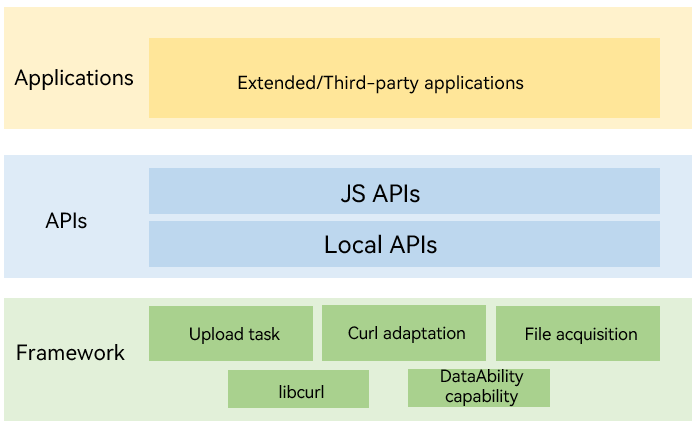 Applications
Extended/Third-party applications
APIs
JS APIs
Local APIs
Framework
Upload task
Curl adaptation
File acquisition
libcurl
DataAbility
capability